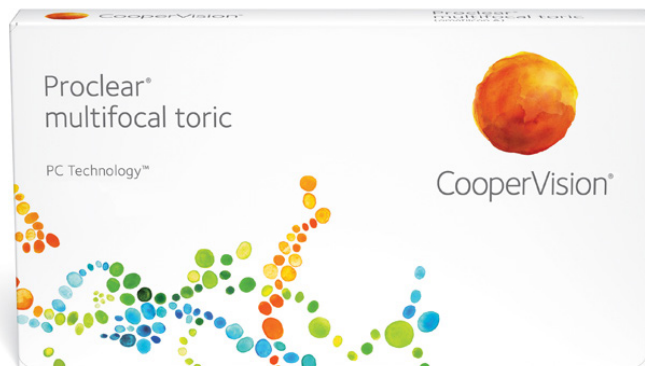 CooperVision®
Proclear®
multifocal toric
Proclear®
multifocal toric
PC Technology™
CooperVision®